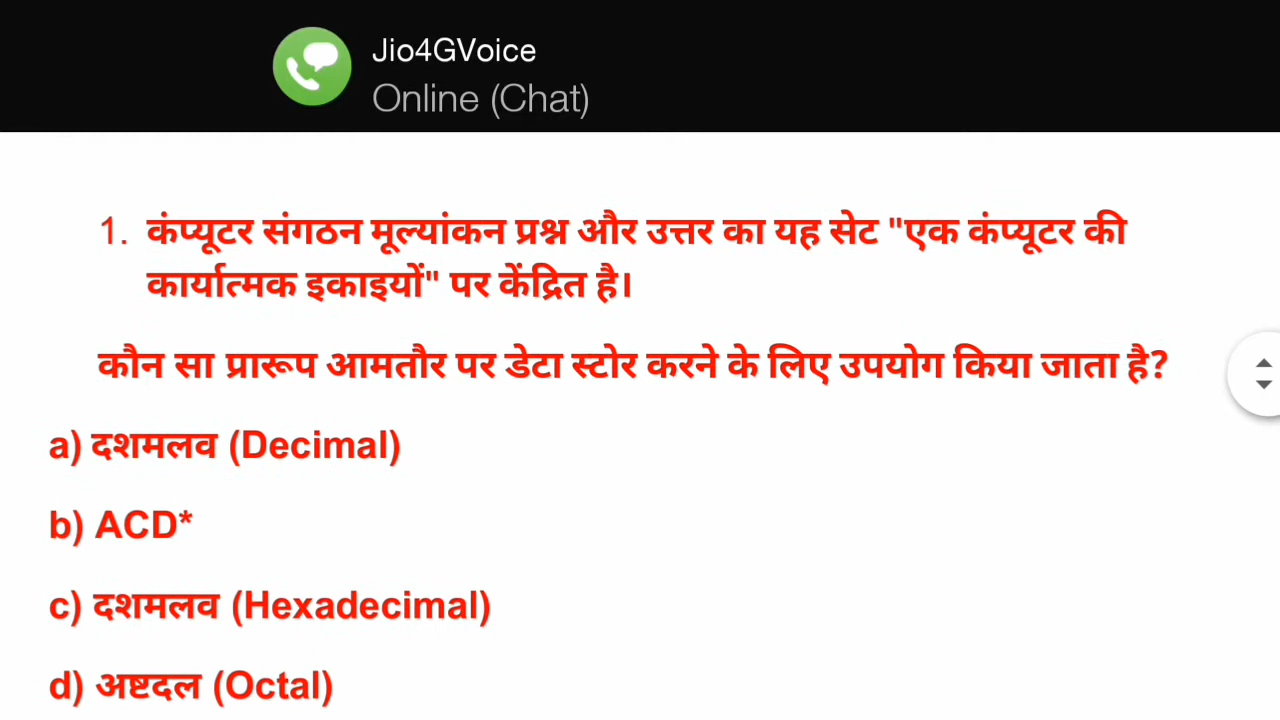 Jio4GVoice
Online (Chat)
1. कंप्यूटर संगठन मूल्यांकन प्रश्न और उत्तर का यह सेट "एक कंप्यूटर की
कार्यात्मक इकाइयों" पर केंद्रित है।
कौन सा प्रारूप आमतौर पर डेटा स्टोर करने के लिए उपयोग किया जाता है?
a) दशमलव (Decimal)
b) ACD*
c) दशमलव (Hexadecimal)
d) अष्टदल (Octal)